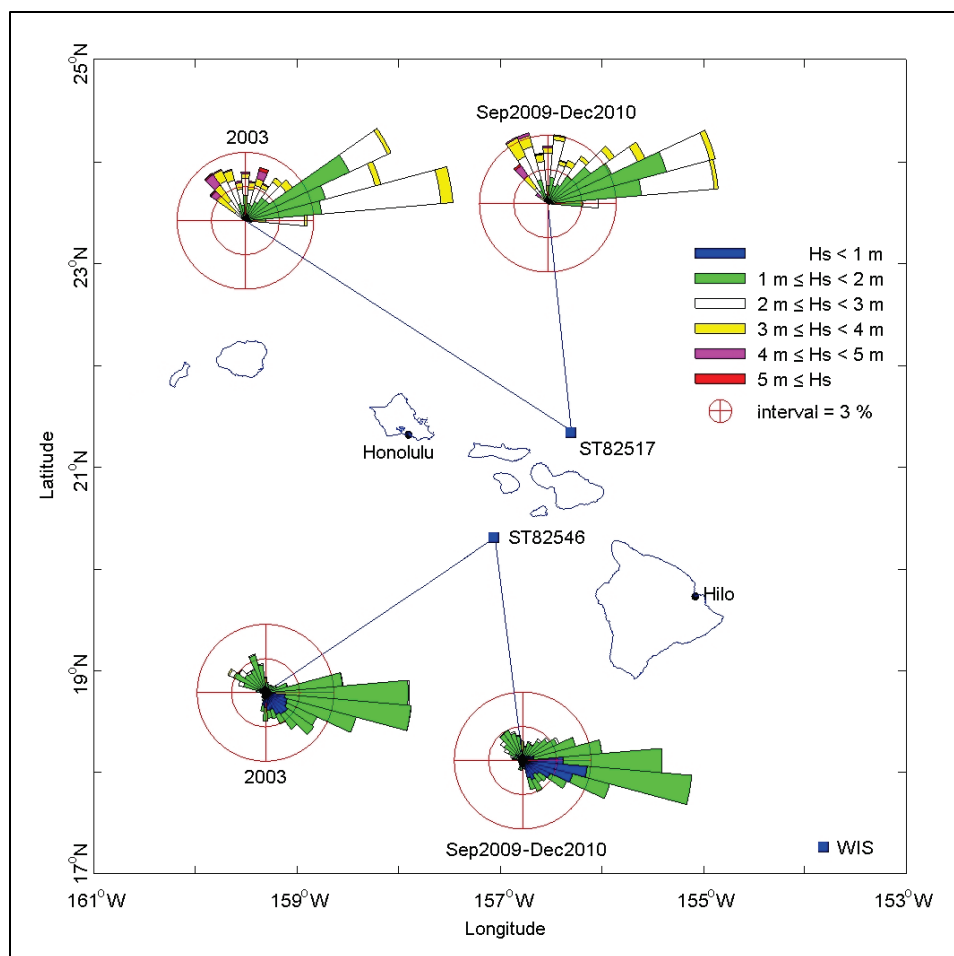 25°N
23°N
21°N
19°N
17°N
Latitude
2003
Sep2009-Dec2010
Hs < 1 m
1 m ≤ Hs < 2 m
2 m ≤ Hs < 3 m
3 m ≤ Hs < 4 m
4 m ≤ Hs < 5 m
5 m ≤ Hs
interval = 3 %
Honolulu
ST82517
ST82546
Hilo
2003
Sep2009-Dec2010
WIS
161°W
159°W
157°W
155°W
153°W
Longitude